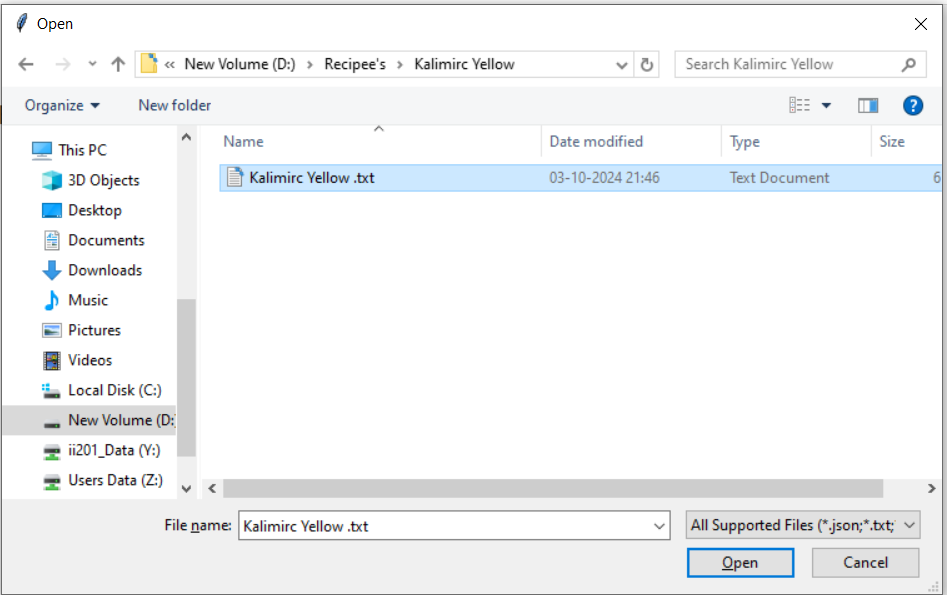 Open
« New Volume (D:) > Recipee's > Kalimirc Yellow
Search Kalimirc Yellow
Organize
New folder
Name
Date modified
Type
Size
This PC
3D Objects
Desktop
Documents
Downloads
Music
Pictures
Videos
Local Disk (C:)
New Volume (D:
ii201_Data (Y:)
Users Data (Z:)
Kalimirc Yellow .txt
03-10-2024 21:46
Text Document
6
File name:
Kalimirc Yellow .txt
All Supported Files (*.json;*.txt;
Open
Cancel